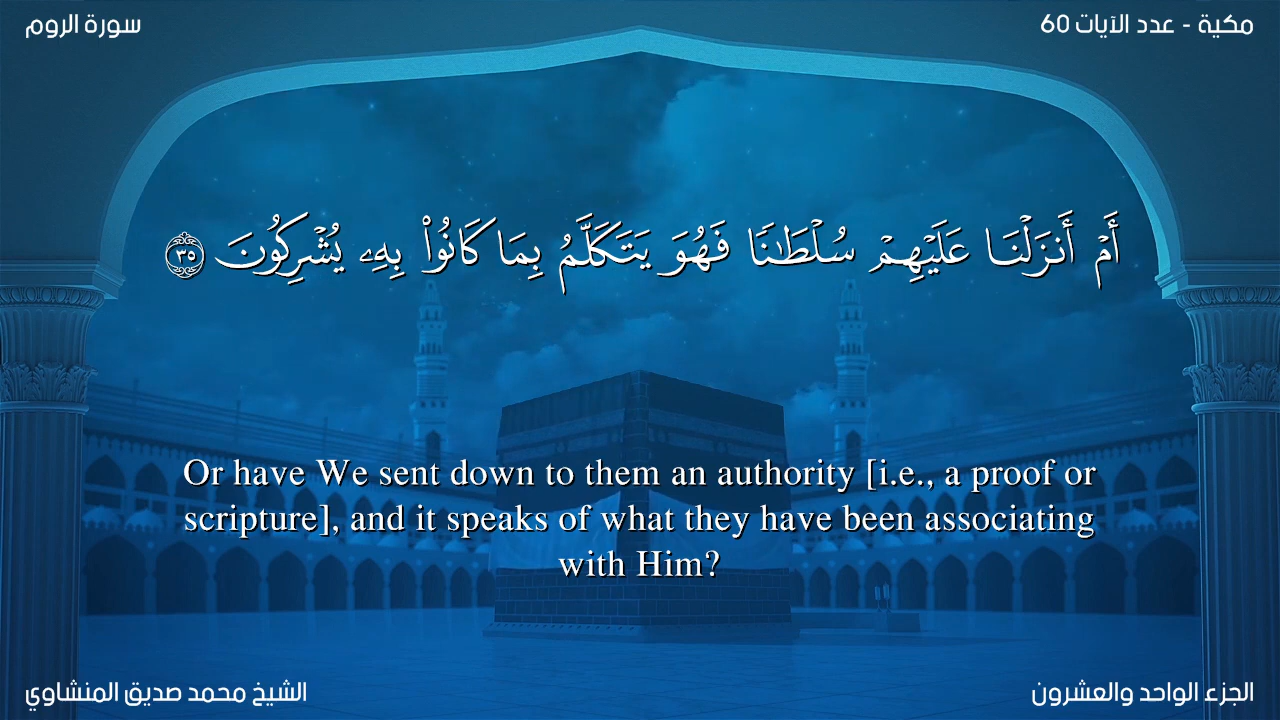 مكية - عدد الآيات 60
سورة الروم
أَمْ أَنزَلْنَا عَلَيْهِمْ سُلْطَـٰنًا فَهُوَ يَتَكَلَّمُ بِمَا كَانُوا۟ بِهِۦ يُشْرِكُونَ ٣٥
Or have We sent down to them an authority [i.e., a proof or
scripture], and it speaks of what they have been associating
with Him?
الجزء الواحد والعشرون
الشيخ محمد صديق المنشاوي